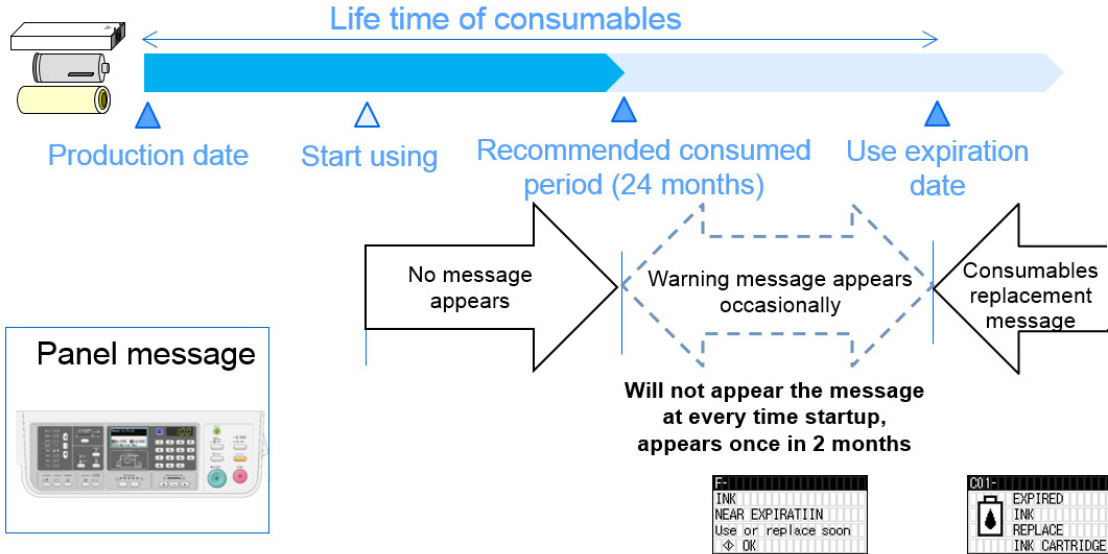 Life time of consumables
Production date
Start using
Recommended consumed
period (24 months)
Use expiration
date
No message
appears
Warning message appears
occasionally
Consumables
replacement
message
Will not appear the message
at every time startup,
appears once in 2 months
Panel message
100
F-
INK
NEAR EXPIRATIIN
Use or replace soon
OK
C01-
EXPIRED
INK
REPLACE
INK CARTRIDGE